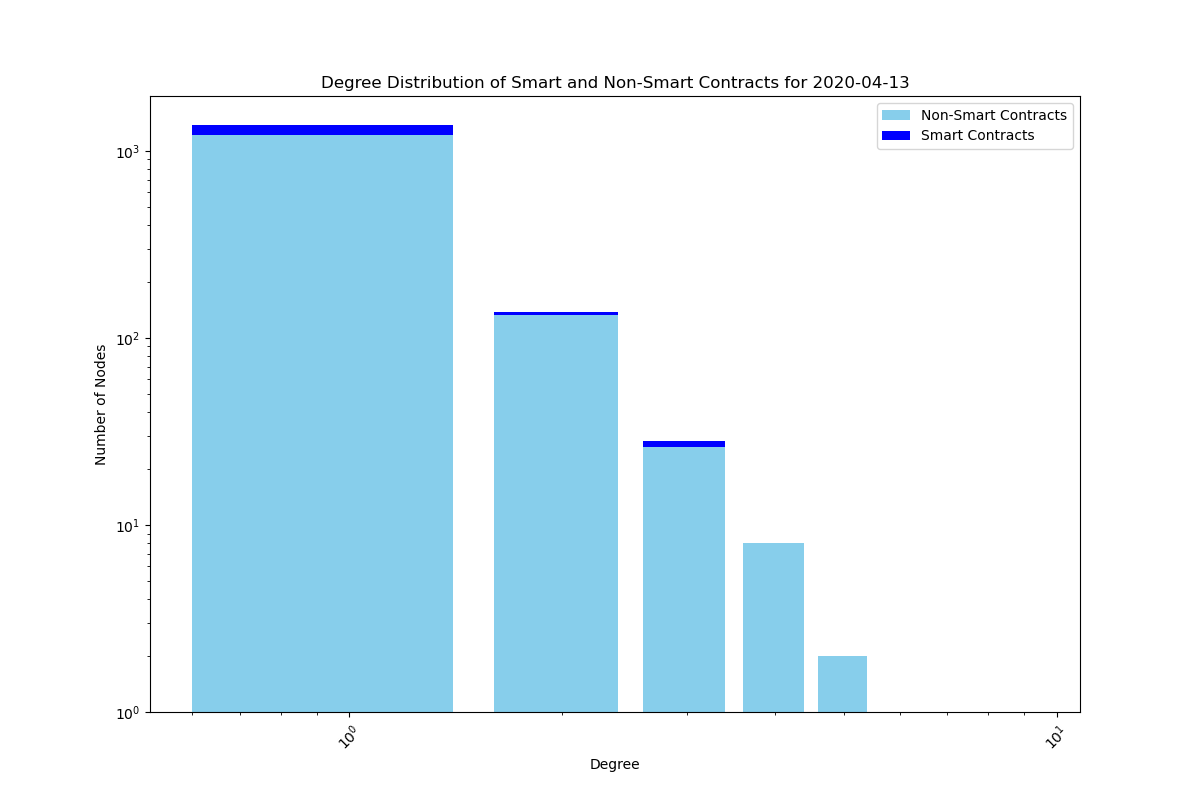 Degree Distribution of Smart and Non-Smart Contracts for 2020-04-13
Non-Smart Contracts
Smart Contracts
10³
10²
10¹
10⁰
Number of Nodes
10⁰
10¹
Degree